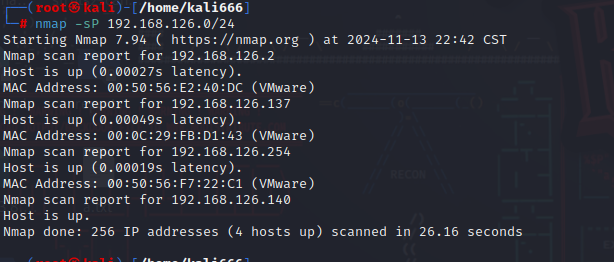 ┌──(root㉿kali)-[/home/kali666]
└─# nmap -sP 192.168.126.0/24
Starting Nmap 7.94 ( https://nmap.org ) at 2024-11-13 22:42 CST
Nmap scan report for 192.168.126.2
Host is up (0.00027s latency).
MAC Address: 00:50:56:E2:40:DC (VMware)
Nmap scan report for 192.168.126.137
Host is up (0.00049s latency).
MAC Address: 00:0C:29:FB:D1:43 (VMware)
Nmap scan report for 192.168.126.254
Host is up (0.00019s latency).
MAC Address: 00:50:56:F7:22:C1 (VMware)
Nmap scan report for 192.168.126.140
Host is up.
Nmap done: 256 IP addresses (4 hosts up) scanned in 26.16 seconds
┌──(root㉿kali)-[/home/kali666]
RECON